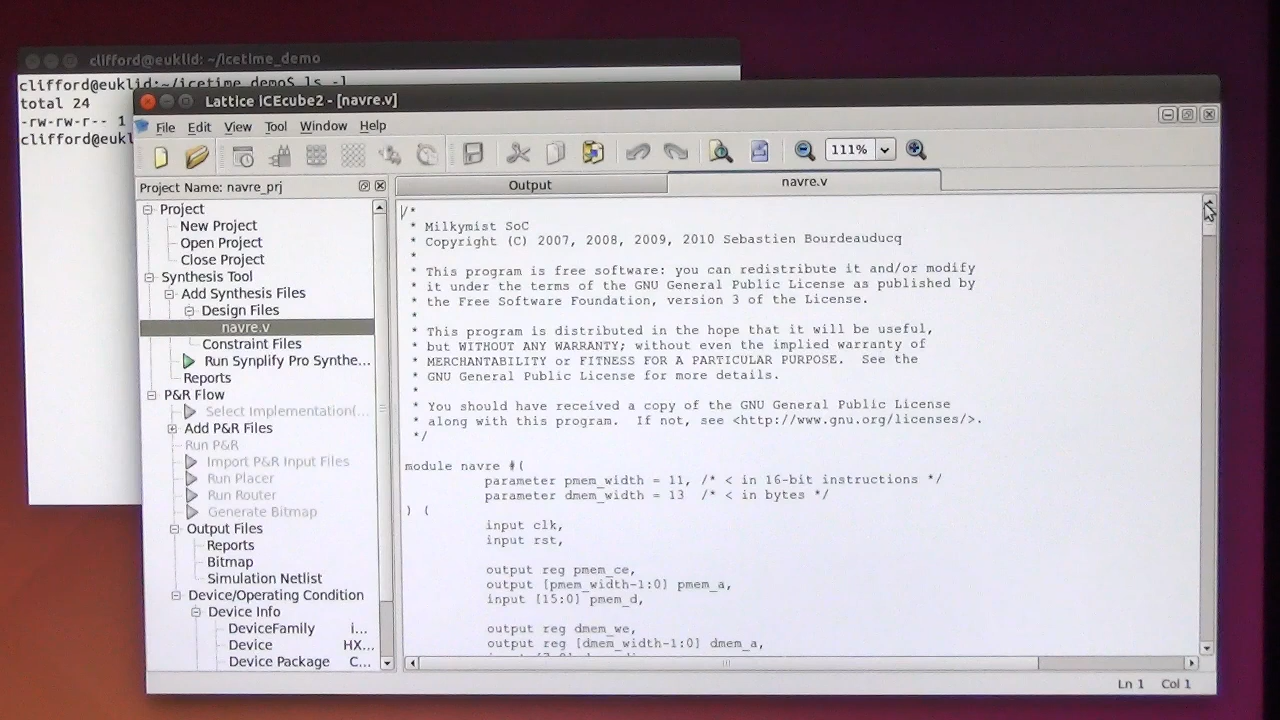 clifford@euklid: ~/icetime_demo
clifford@euklid:~/icetime_demo$ ls -l
total 24
-rw-rw-r-- 1
clifford@eukl
Lattice iCEcube2 - [navre.v]
File Edit View Tool Window Help
111%
Project Name: navre_prj
Project
New Project
Open Project
Close Project
Synthesis Tool
Add Synthesis Files
Design Files
navre.v
Constraint Files
Run Synplify Pro Synthe...
Reports
P&R Flow
Select Implementation(...
Add P&R Files
Run P&R
Import P&R Input Files
Run Placer
Run Router
Generate Bitmap
Output Files
Reports
Bitmap
Simulation Netlist
Device/Operating Condition
Device Info
DeviceFamily i...
Device HX...
Device Package C...
Output
navre.v
/*
* Milkymist SoC
* Copyright (C) 2007, 2008, 2009, 2010 Sebastien Bourdeauducq
*
* This program is free software: you can redistribute it and/or modify
* it under the terms of the GNU General Public License as published by
* the Free Software Foundation, version 3 of the License.
*
* This program is distributed in the hope that it will be useful,
* but WITHOUT ANY WARRANTY; without even the implied warranty of
* MERCHANTABILITY or FITNESS FOR A PARTICULAR PURPOSE.  See the
* GNU General Public License for more details.
*
* You should have received a copy of the GNU General Public License
* along with this program.  If not, see <http://www.gnu.org/licenses/>.
*/
module navre #(
parameter pmem_width = 11, /* < in 16-bit instructions */
parameter dmem_width = 13  /* < in bytes */
) (
input clk,
input rst,
output reg pmem_ce,
output [pmem_width-1:0] pmem_a,
input [15:0] pmem_d,
output reg dmem_we,
output reg [dmem_width-1:0] dmem_a,
Ln 1 Col 1